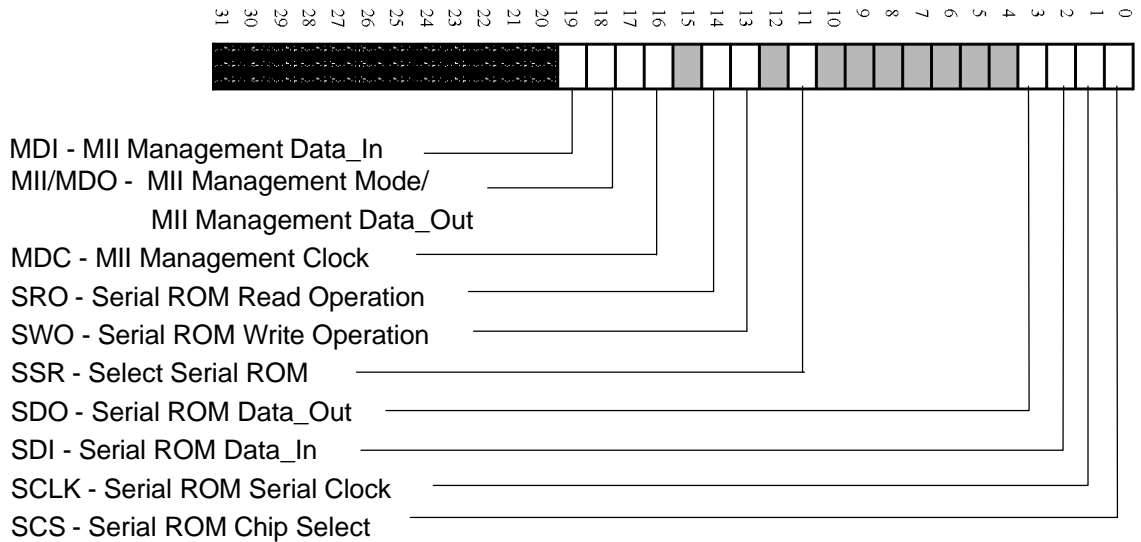 31 30 29 28 27 26 25 24 23 22 21 20 19 18 17 16 15 14 13 12 11 10 9 8 7 6 5 4 3 2 1 0
MDI - MII Management Data_In
MII/MDO - MII Management Mode/
MII Management Data_Out
MDC - MII Management Clock
SRO - Serial ROM Read Operation
SWO - Serial ROM Write Operation
SSR - Select Serial ROM
SDO - Serial ROM Data_Out
SDI - Serial ROM Data_In
SCLK - Serial ROM Serial Clock
SCS - Serial ROM Chip Select